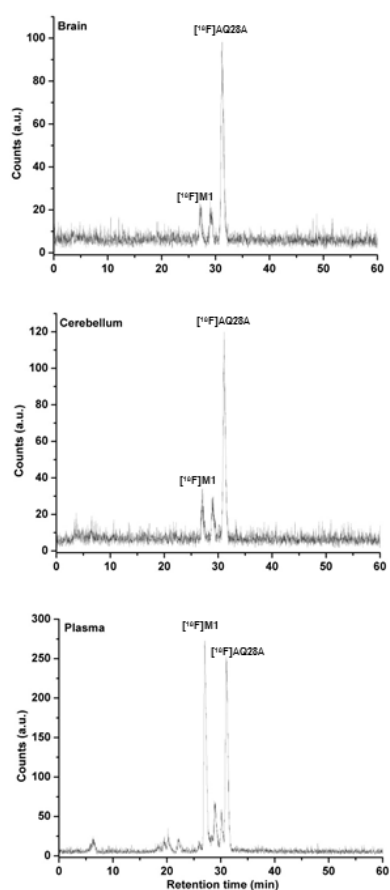 Brain
[¹⁸F]AQ28A
[¹⁸F]M1
Counts (a.u.)
100
80
60
40
20
0
0 10 20 30 40 50 60
Cerebellum
[¹⁸F]AQ28A
[¹⁸F]M1
Counts (a.u.)
120
100
80
60
40
20
0
0 10 20 30 40 50 60
Plasma
[¹⁸F]M1
[¹⁸F]AQ28A
Counts (a.u.)
300
250
200
150
100
50
0
0 10 20 30 40 50 60
Retention time (min)